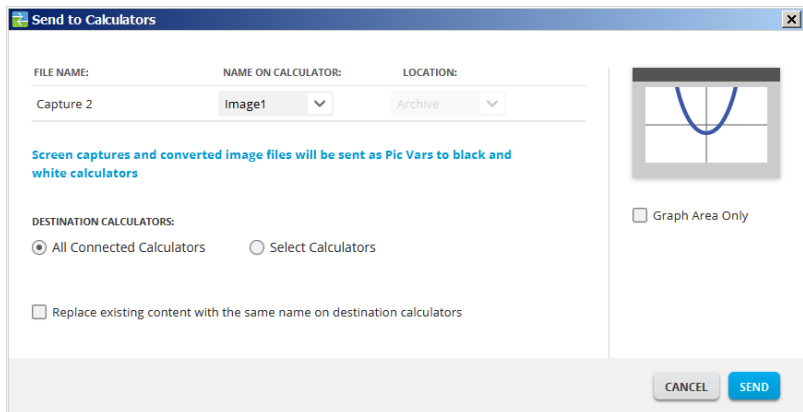 Send to Calculators
FILE NAME: NAME ON CALCULATOR: LOCATION:
Capture 2 Image1 Archive
Screen captures and converted image files will be sent as Pic Vars to black and
white calculators
Graph Area Only
DESTINATION CALCULATORS:
All Connected Calculators Select Calculators
Replace existing content with the same name on destination calculators
CANCEL SEND